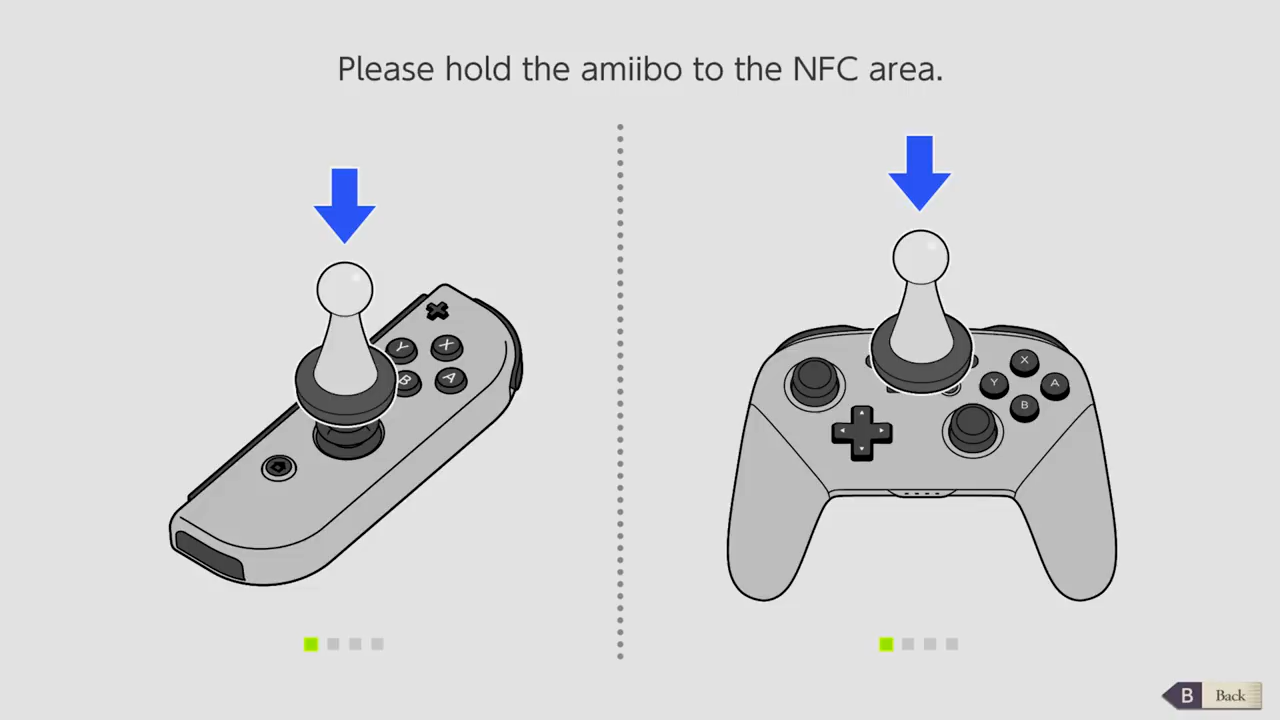 Please hold the amiibo to the NFC area.
Y X
B A
X
Y A
B
B Back